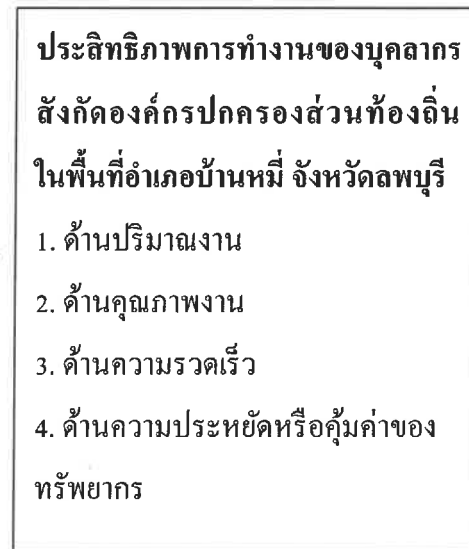 ประสิทธิภาพการทำงานของบุคลากร
สังกัดองค์กรปกครองส่วนท้องถิ่น
ในพื้นที่อำเภอบ้านหมี่ จังหวัดลพบุรี
1. ด้านปริมาณงาน
2. ด้านคุณภาพงาน
3. ด้านความรวดเร็ว
4. ด้านความประหยัดหรือคุ้มค่าของ
ทรัพยากร